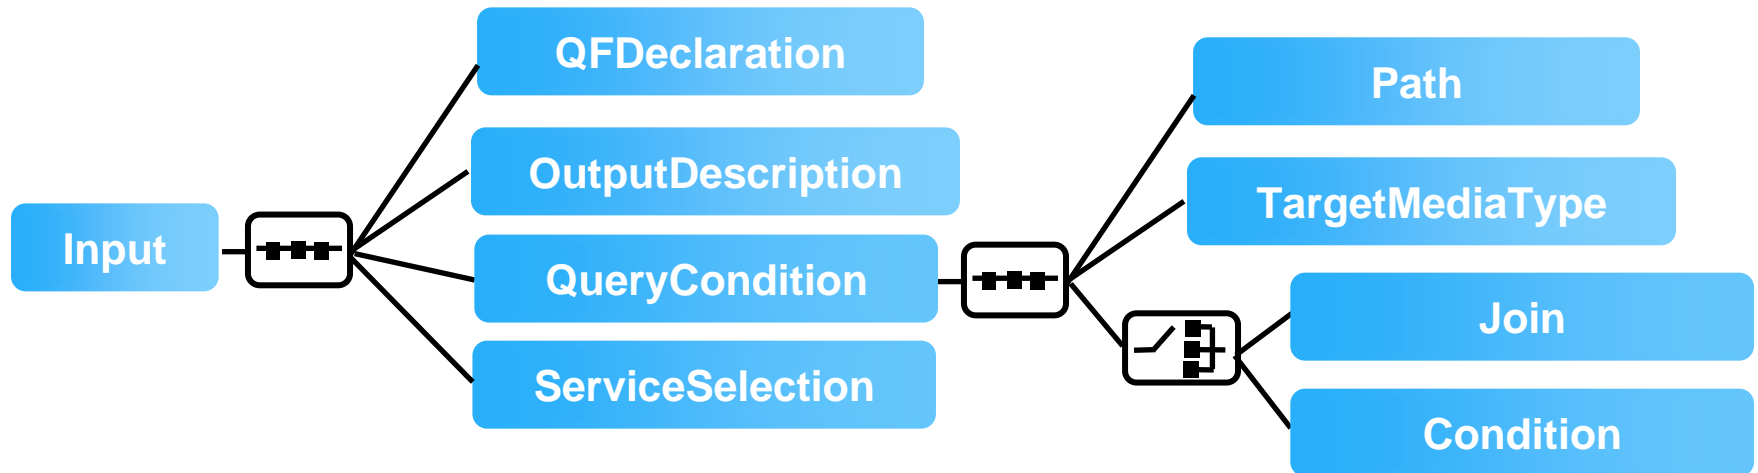 Input
QFDeclaration
OutputDescription
QueryCondition
ServiceSelection
Path
TargetMediaType
Join
Condition